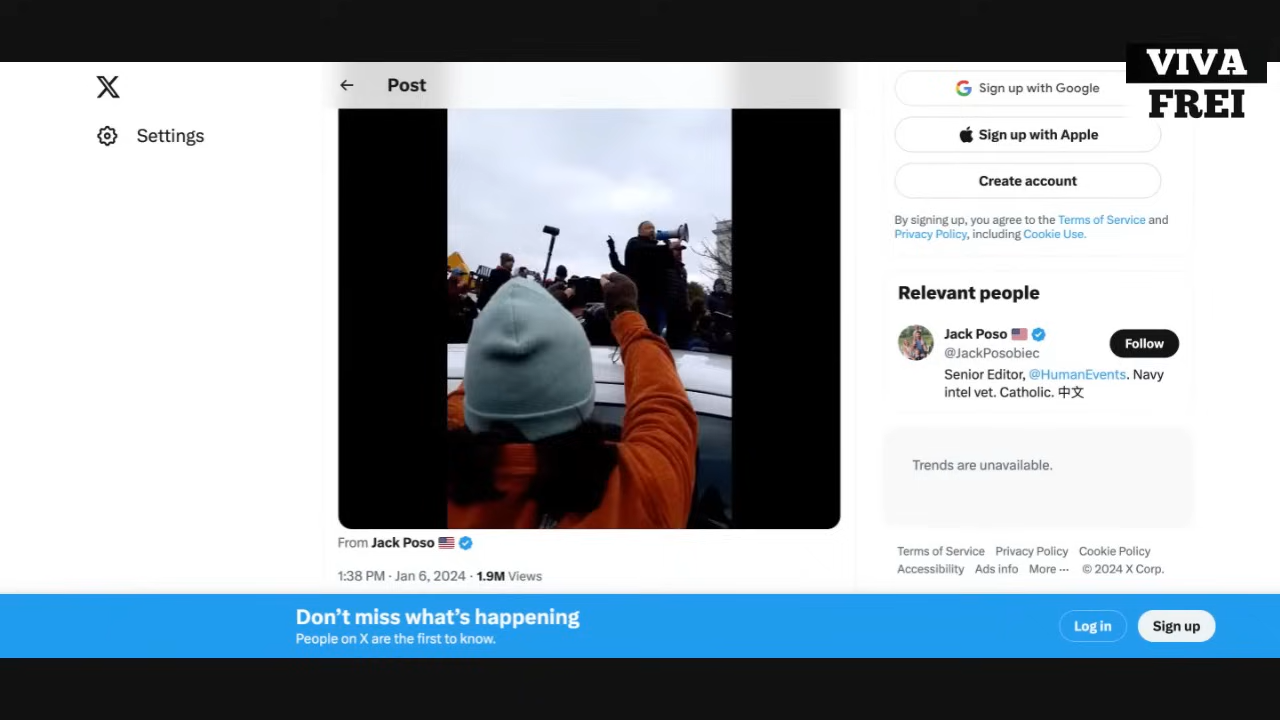 VIVA
FREI
Settings
Post
Sign up with Google
Sign up with Apple
Create account
By signing up, you agree to the Terms of Service and
Privacy Policy, including Cookie Use.
Relevant people
Jack Poso
@JackPosobiec
Follow
Senior Editor, @HumanEvents. Navy
intel vet. Catholic. 中文
Trends are unavailable.
Terms of Service Privacy Policy Cookie Policy
Accessibility Ads info More ··· © 2024 X Corp.
From Jack Poso
1:38 PM · Jan 6, 2024 · 1.9M Views
Don't miss what's happening
People on X are the first to know.
Log in
Sign up